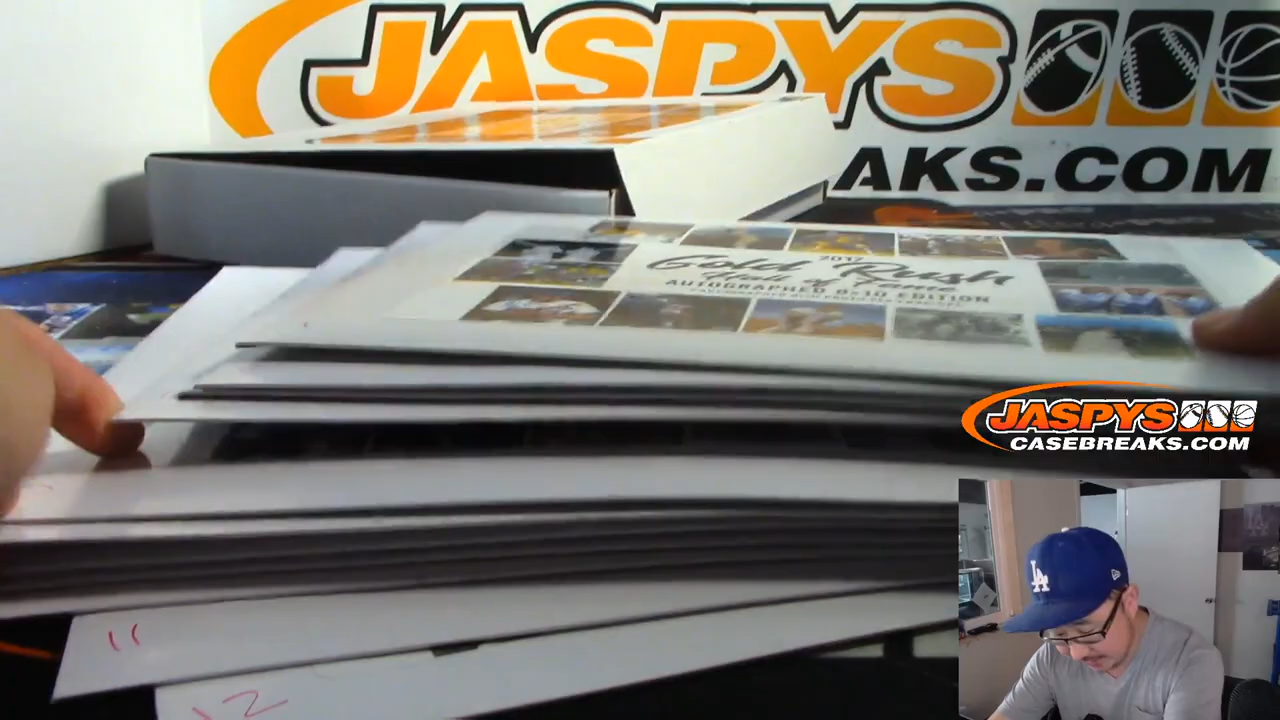 JASPYS
AKS.COM
2017
Gold Rush
Hall of Fame
AUTOGRAPHED 8x10 EDITION
JASPYS
CASEBREAKS.COM
LA
11
12